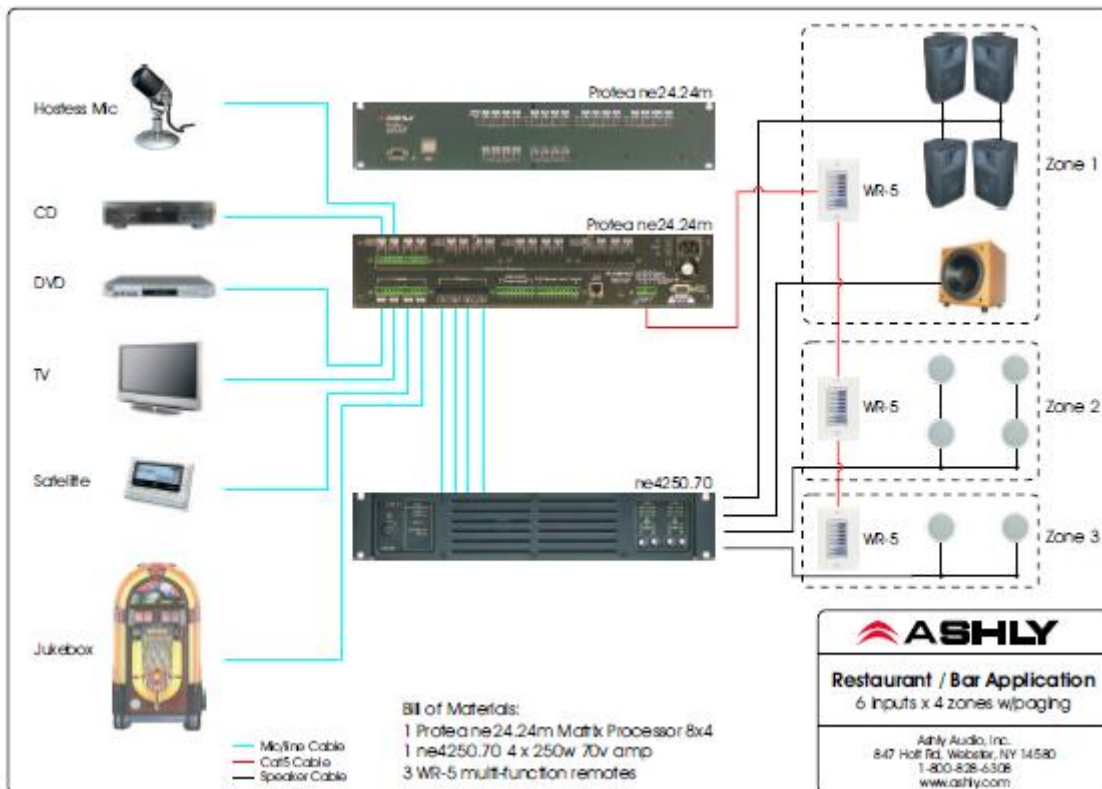 Hostess Mic
CD
DVD
TV
Satellite
Jukebox
Protea ne24.24m
ASHLY
Protea ne24.24m
ne4250.70
WR-5
Zone 1
WR-5
Zone 2
WR-5
Zone 3
Mic/line Cable
Cat5 Cable
Speaker Cable
Bill of Materials:
1 Protea ne24.24m Matrix Processor 8x4
1 ne4250.70 4 x 250w 70v amp
3 WR-5 multi-function remotes
ASHLY
Restaurant / Bar Application
6 inputs x 4 zones w/paging
Ashly Audio, Inc.
847 Holt Rd, Webster, NY 14580
1-800-828-6308
www.ashly.com